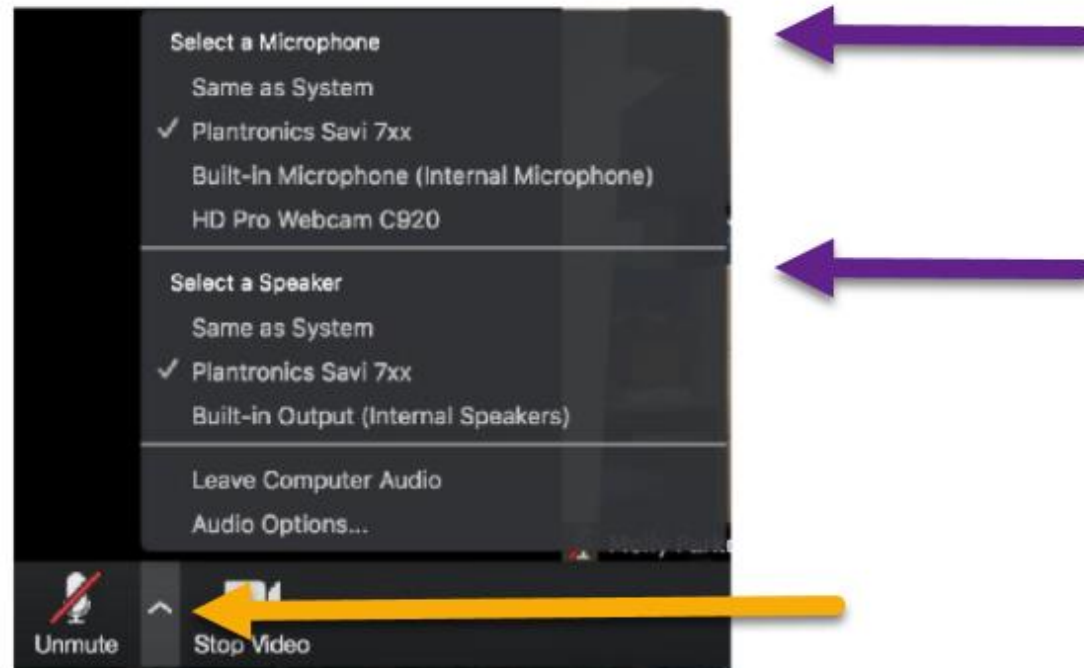 Select a Microphone
Same as System
✓ Plantronics Savi 7xx
Built-in Microphone (Internal Microphone)
HD Pro Webcam C920
Select a Speaker
Same as System
✓ Plantronics Savi 7xx
Built-in Output (Internal Speakers)
Leave Computer Audio
Audio Options...
Molly Parke
Unmute
Stop Video